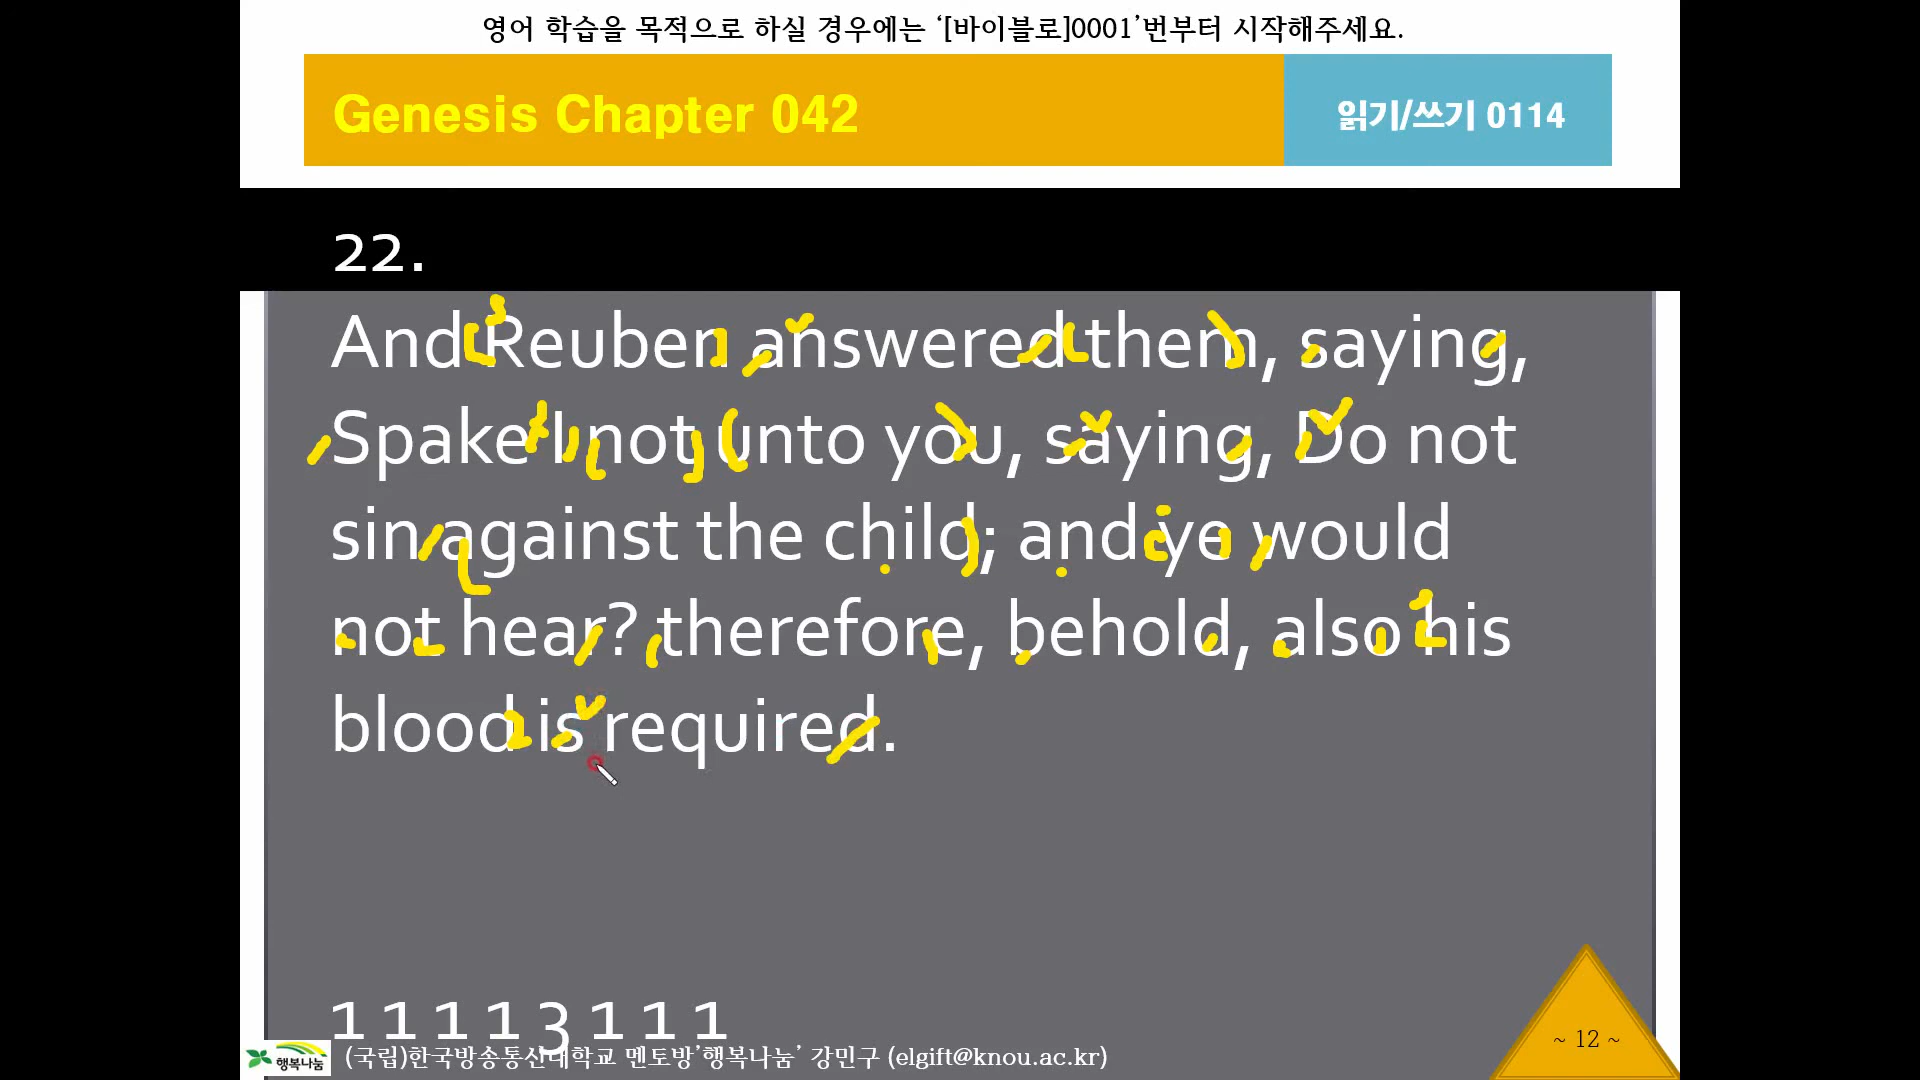 영어 학습을 목적으로 하실 경우에는 ‘[바이블로]0001’번부터 시작해주세요.
Genesis Chapter 042
읽기/쓰기 0114
22.
And Reuben answered them, saying,
Spake I not unto you, saying, Do not
sin against the child; and ye would
not hear? therefore, behold, also his
blood is required.
1 1 1 1 3 1 1 1
행복나눔
(국립)한국방송통신대학교 멘토방’행복나눔’ 강민구 (elgift@knou.ac.kr)
~ 12 ~